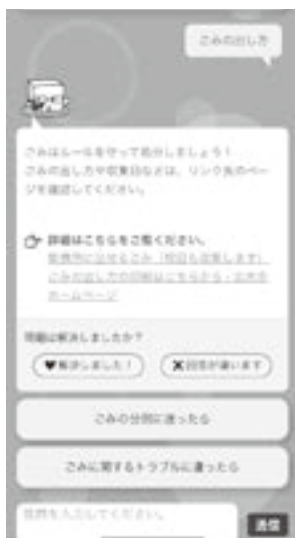 ごみの出し方
ごみはルールを守って処分しましょう！
ごみの出し方や収集日などは、リンク先のペー
ジを確認してください。
詳細はこちらをご覧ください。
ごみの出し方の詳細はこちらから
ホームページ
問題は解決しましたか？
解決しました！
回答が違います
ごみの分別に迷ったら
ごみに関するトラブルに遭ったら
質問を入力してください。
送信